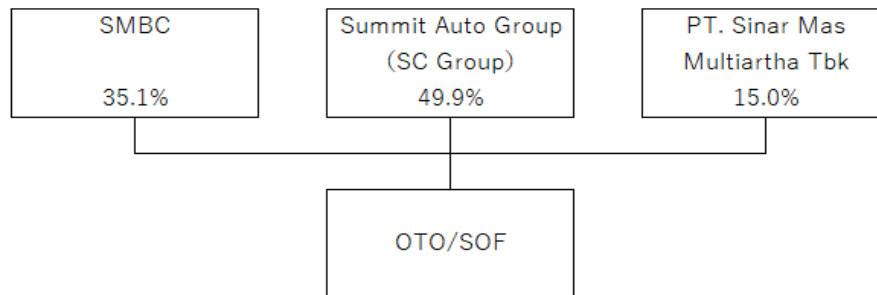 SMBC
35.1%
Summit Auto Group
(SC Group)
49.9%
PT. Sinar Mas
Multiartha Tbk
15.0%
OTO/SOF